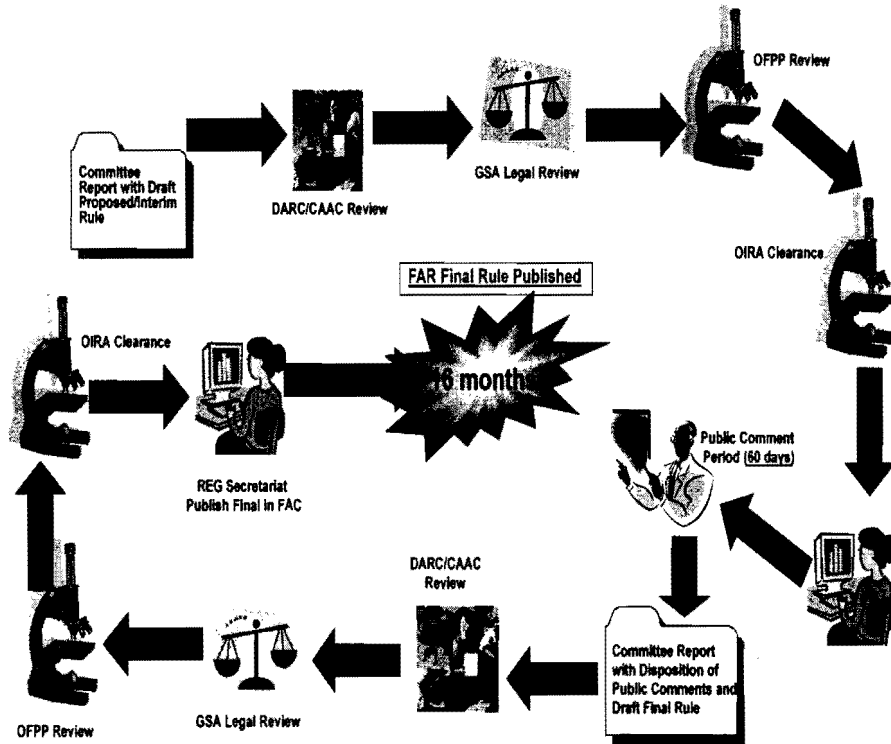 Committee
Report with Draft
Proposed/Interim
Rule
DARC/CAAC Review
GSA Legal Review
OFPP Review
OIRA Clearance
Public Comment
Period (60 days)
Committee Report
with Disposition of
Public Comments and
Draft Final Rule
DARC/CAAC
Review
GSA Legal Review
OFPP Review
OIRA Clearance
REG Secretariat
Publish Final in FAC
FAR Final Rule Published
16 months